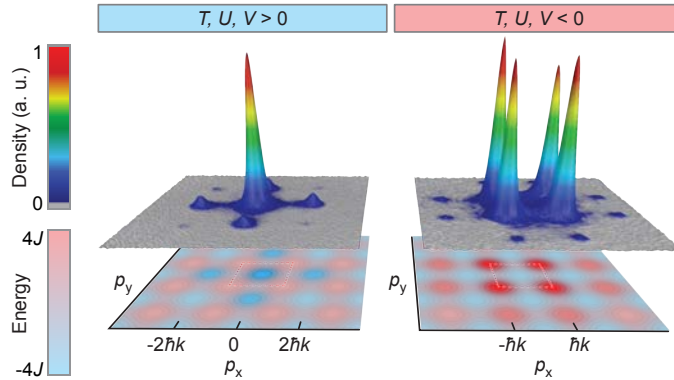 T, U, V > 0
T, U, V < 0
1
Density (a. u.)
0
4J
Energy
-4J
p_y
-2ħk
0
2ħk
p_x
p_y
-ħk
ħk
p_x